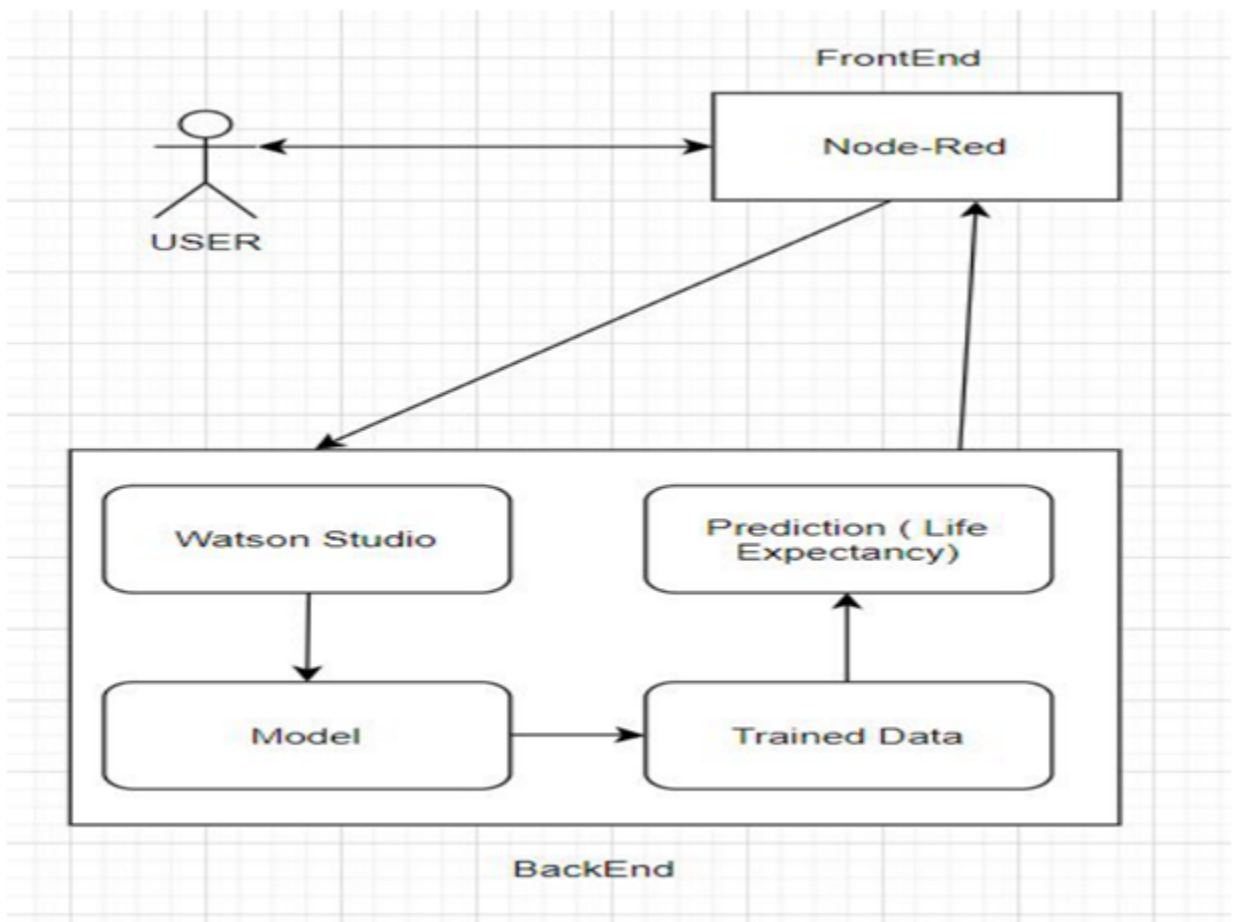 FrontEnd
Node-Red
USER
Watson Studio
Prediction ( Life
Expectancy)
Model
Trained Data
BackEnd